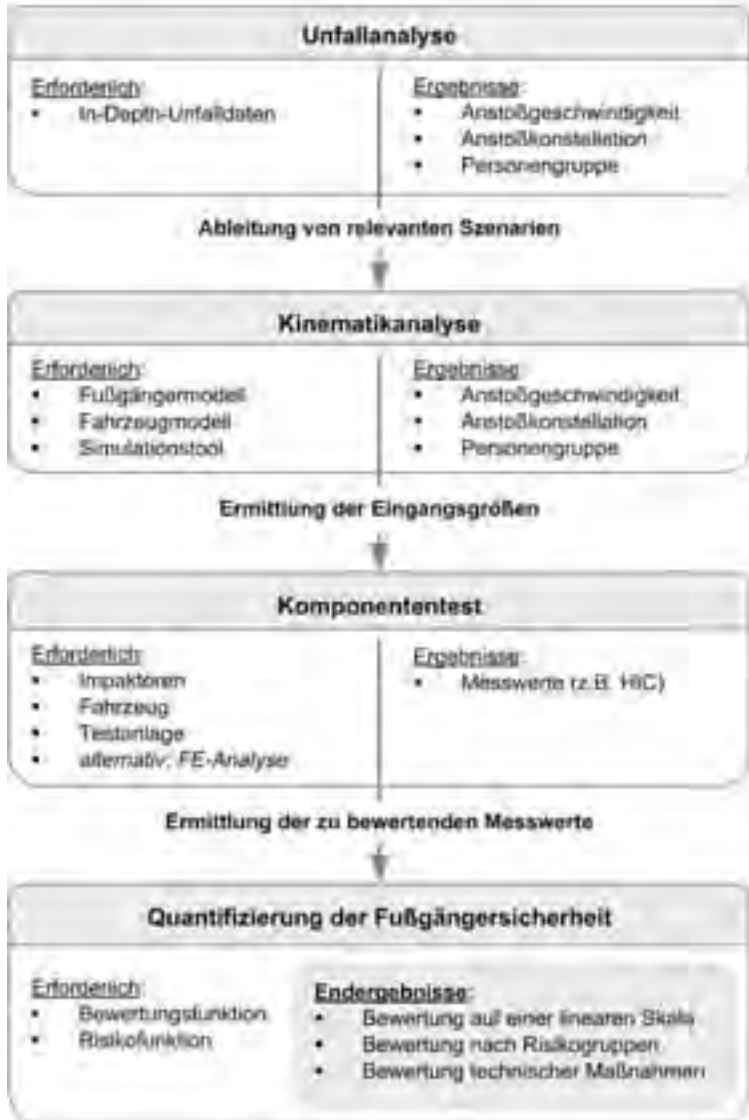 Unfallanalyse
Erforderlich:
▪ In-Depth-Unfalldaten
Ergebnisse:
▪ Anstoßgeschwindigkeit
▪ Anstoßkonstellation
▪ Personengruppe
Ableitung von relevanten Szenarien
Kinematikanalyse
Erforderlich:
▪ Fußgängermodell
▪ Fahrzeugmodell
▪ Simulationstool
Ergebnisse:
▪ Anstoßgeschwindigkeit
▪ Anstoßkonstellation
▪ Personengruppe
Ermittlung der Eingangsgrößen
Komponententest
Erforderlich:
▪ Impaktoren
▪ Fahrzeug
▪ Testanlage
▪ alternativ: FE-Analyse
Ergebnisse:
▪ Messwerte (z.B. HIC)
Ermittlung der zu bewertenden Messwerte
Quantifizierung der Fußgängersicherheit
Erforderlich:
▪ Bewertungsfunktion
▪ Risikofunktion
Endergebnisse:
▪ Bewertung auf einer linearen Skala
▪ Bewertung nach Risikogruppen
▪ Bewertung technischer Maßnahmen